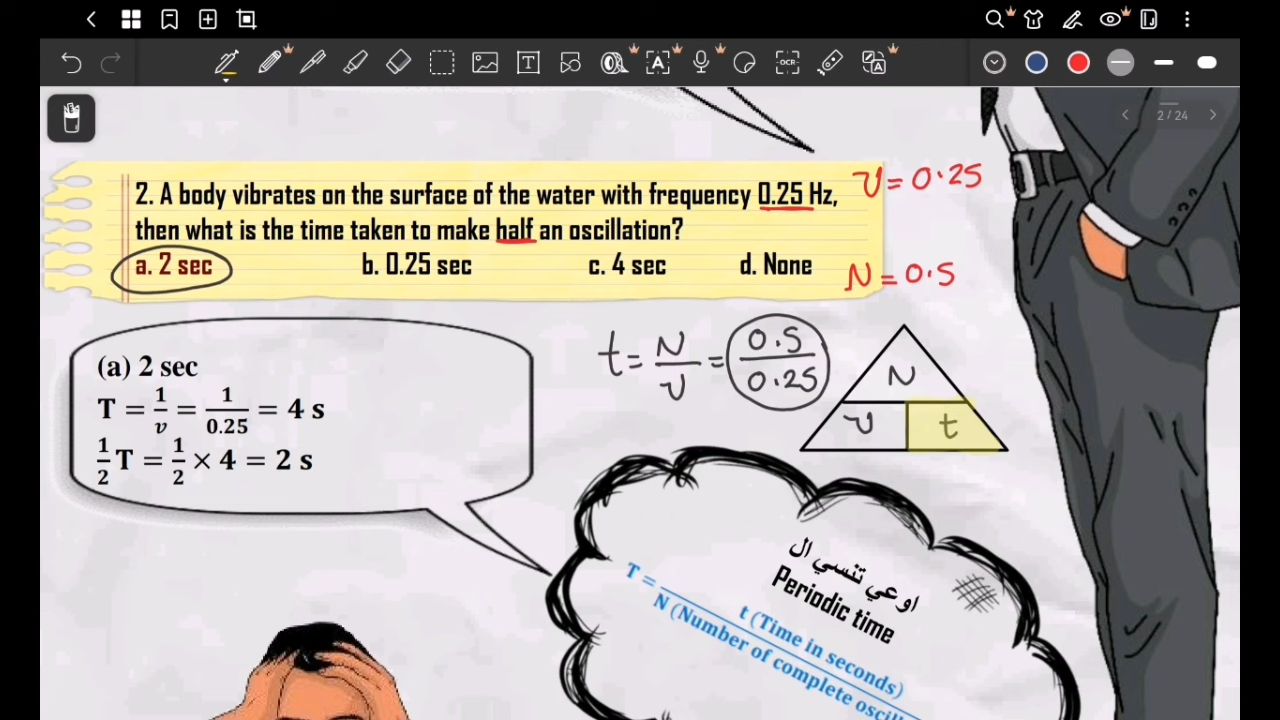 OCR
A
T
A
2 / 24
2. A body vibrates on the surface of the water with frequency 0.25 Hz,
then what is the time taken to make half an oscillation?
a. 2 sec b. 0.25 sec c. 4 sec d. None
ν = 0.25
N = 0.5
t = N/ν = 0.5/0.25
N
ν t
(a) 2 sec
T = 1/v = 1/0.25 = 4 s
1/2 T = 1/2 × 4 = 2 s
اوعي تنسي ال
Periodic time
T = t (Time in seconds)
N (Number of complete